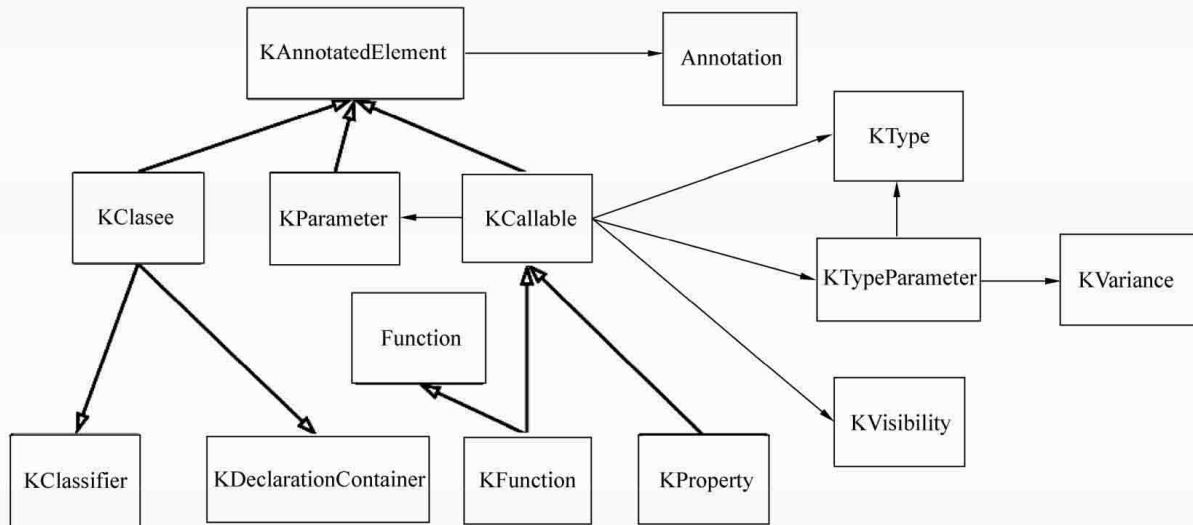 KAnnotatedElement
Annotation
KType
KClasee
KParameter
KCallable
KTypeParameter
KVariance
Function
KVisibility
KClassifier
KDeclarationContainer
KFunction
KProperty